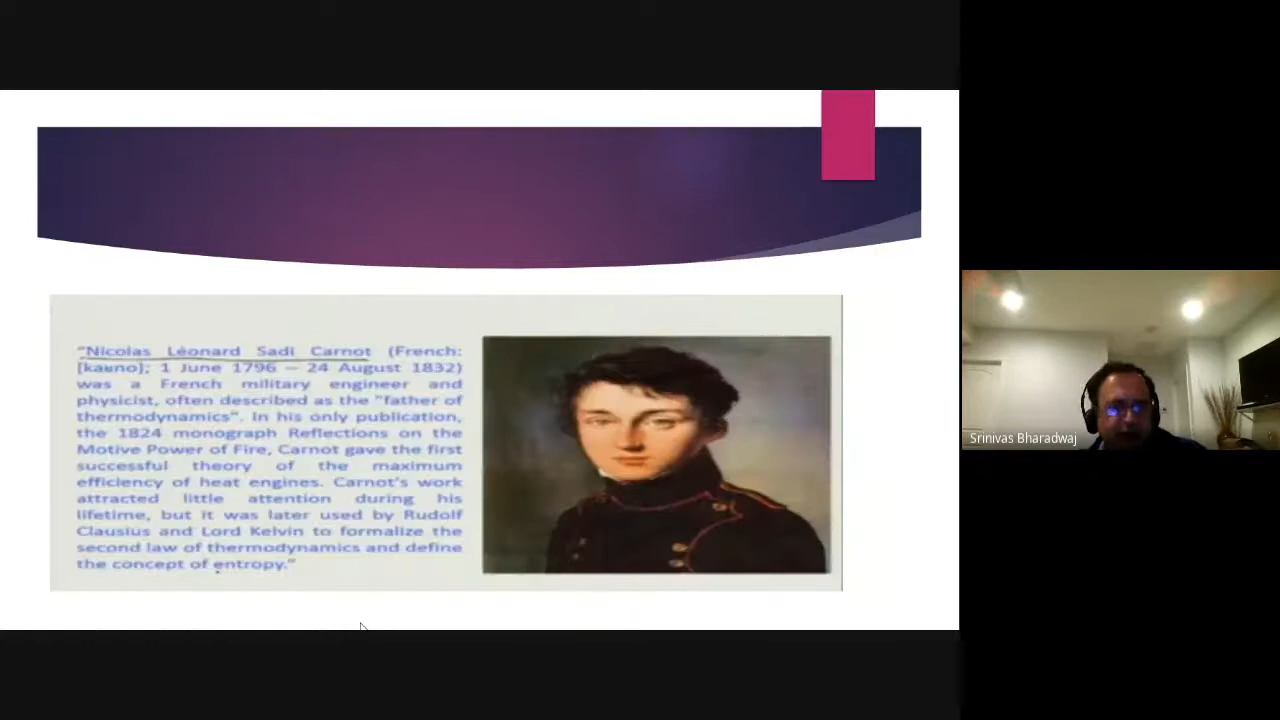 "Nicolas Léonard Sadi Carnot (French:
[kaʁno]; 1 June 1796 – 24 August 1832)
was a French military engineer and
physicist, often described as the "father of
thermodynamics". In his only publication,
the 1824 monograph Reflections on the
Motive Power of Fire, Carnot gave the first
successful theory of the maximum
efficiency of heat engines. Carnot's work
attracted little attention during his
lifetime, but it was later used by Rudolf
Clausius and Lord Kelvin to formalize the
second law of thermodynamics and define
the concept of entropy."
Srinivas Bharadwaj